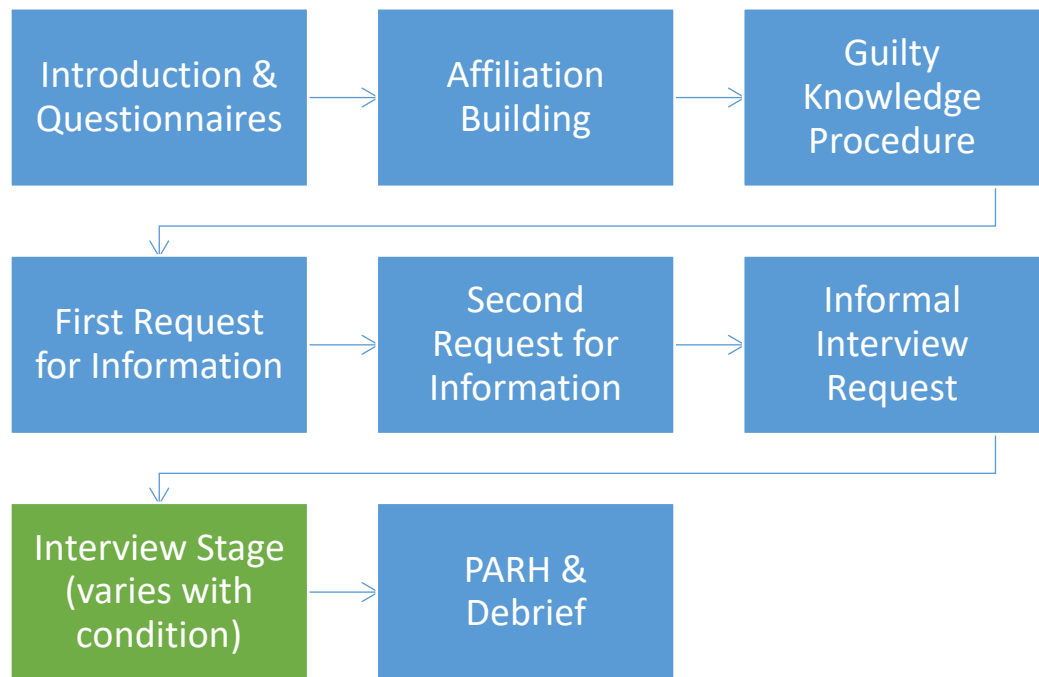 Introduction &
Questionnaires
Affiliation
Building
Guilty
Knowledge
Procedure
First Request
for Information
Second
Request for
Information
Informal
Interview
Request
Interview Stage
(varies with
condition)
PARH &
Debrief